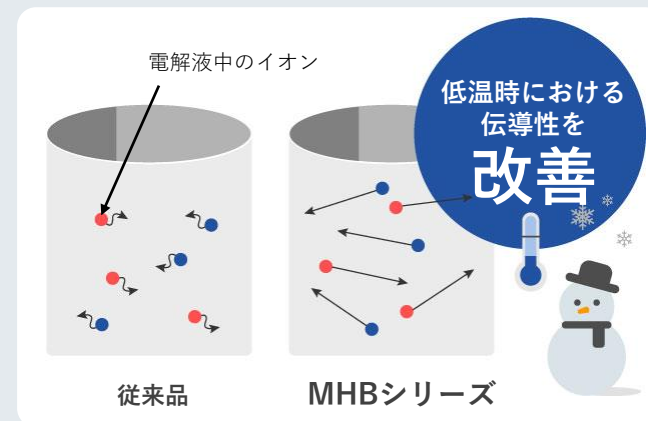 電解液中のイオン
低温時における
伝導性を
改善
従来品
MHBシリーズ